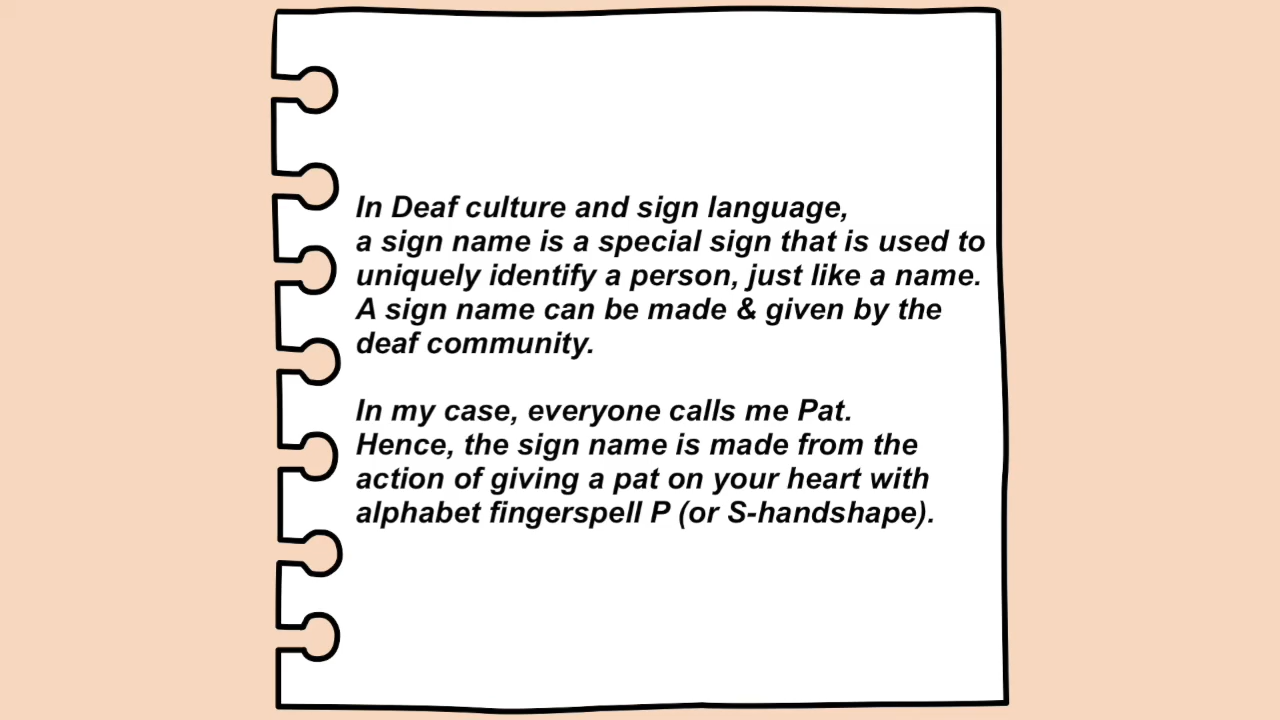 In Deaf culture and sign language,
a sign name is a special sign that is used to
uniquely identify a person, just like a name.
A sign name can be made & given by the
deaf community.
In my case, everyone calls me Pat.
Hence, the sign name is made from the
action of giving a pat on your heart with
alphabet fingerspell P (or S-handshape).